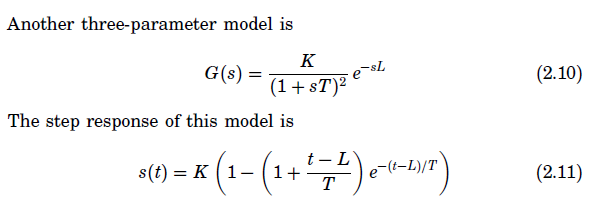 Another three-parameter model is
G(s) = K / (1 + sT)² e^{-sL} (2.10)
The step response of this model is
s(t) = K (1 − (1 + (t − L)/T) e^{-(t−L)/T}) (2.11)